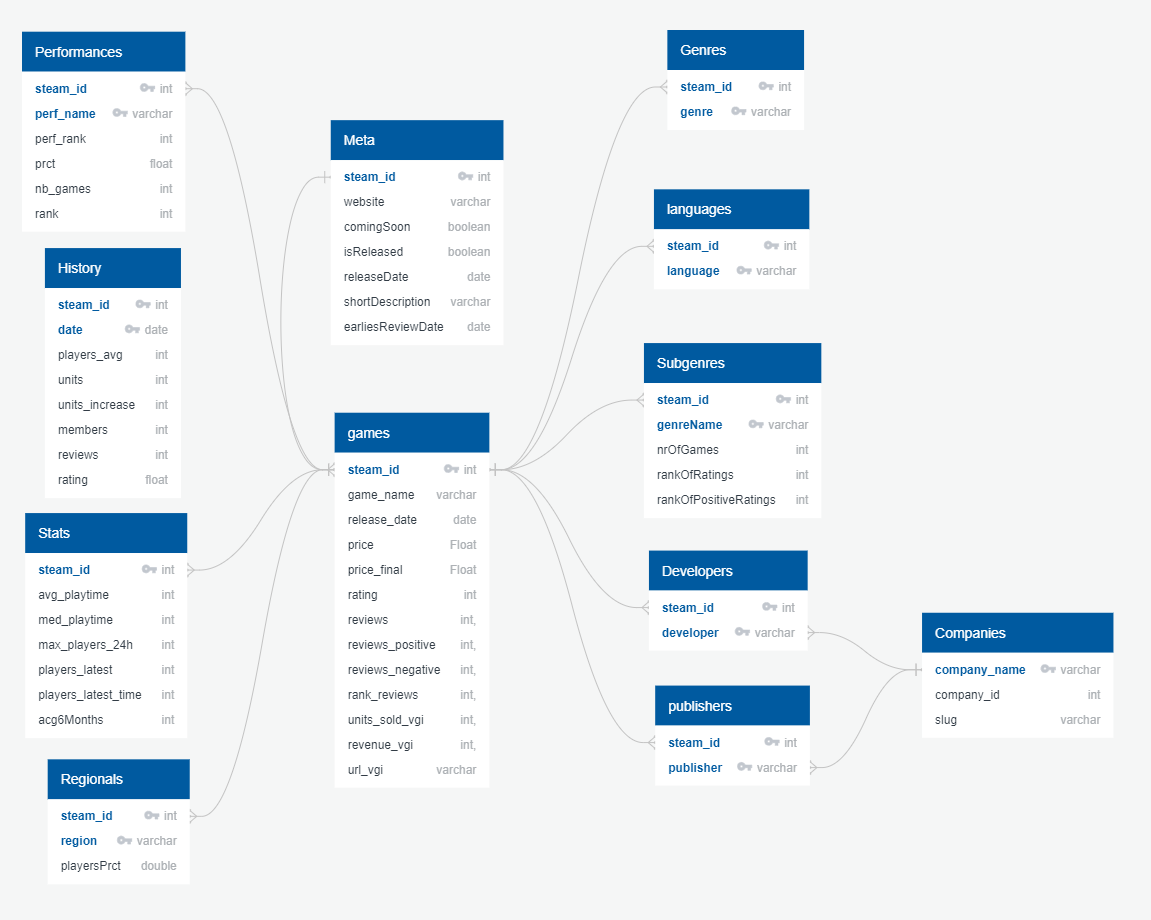 Performances
steam_id int
perf_name varchar
perf_rank int
prct float
nb_games int
rank int
History
steam_id int
date date
players_avg int
units int
units_increase int
members int
reviews int
rating float
Stats
steam_id int
avg_playtime int
med_playtime int
max_players_24h int
players_latest int
players_latest_time int
acg6Months int
Regionals
steam_id int
region varchar
playersPrct double
Meta
steam_id int
website varchar
comingSoon boolean
isReleased boolean
releaseDate date
shortDescription varchar
earliesReviewDate date
games
steam_id int
game_name varchar
release_date date
price Float
price_final Float
rating int
reviews int,
reviews_positive int,
reviews_negative int,
rank_reviews int,
units_sold_vgi int,
revenue_vgi int,
url_vgi varchar
Genres
steam_id int
genre varchar
languages
steam_id int
language varchar
Subgenres
steam_id int
genreName varchar
nrOfGames int
rankOfRatings int
rankOfPositiveRatings int
Developers
steam_id int
developer varchar
publishers
steam_id int
publisher varchar
Companies
company_name varchar
company_id int
slug varchar